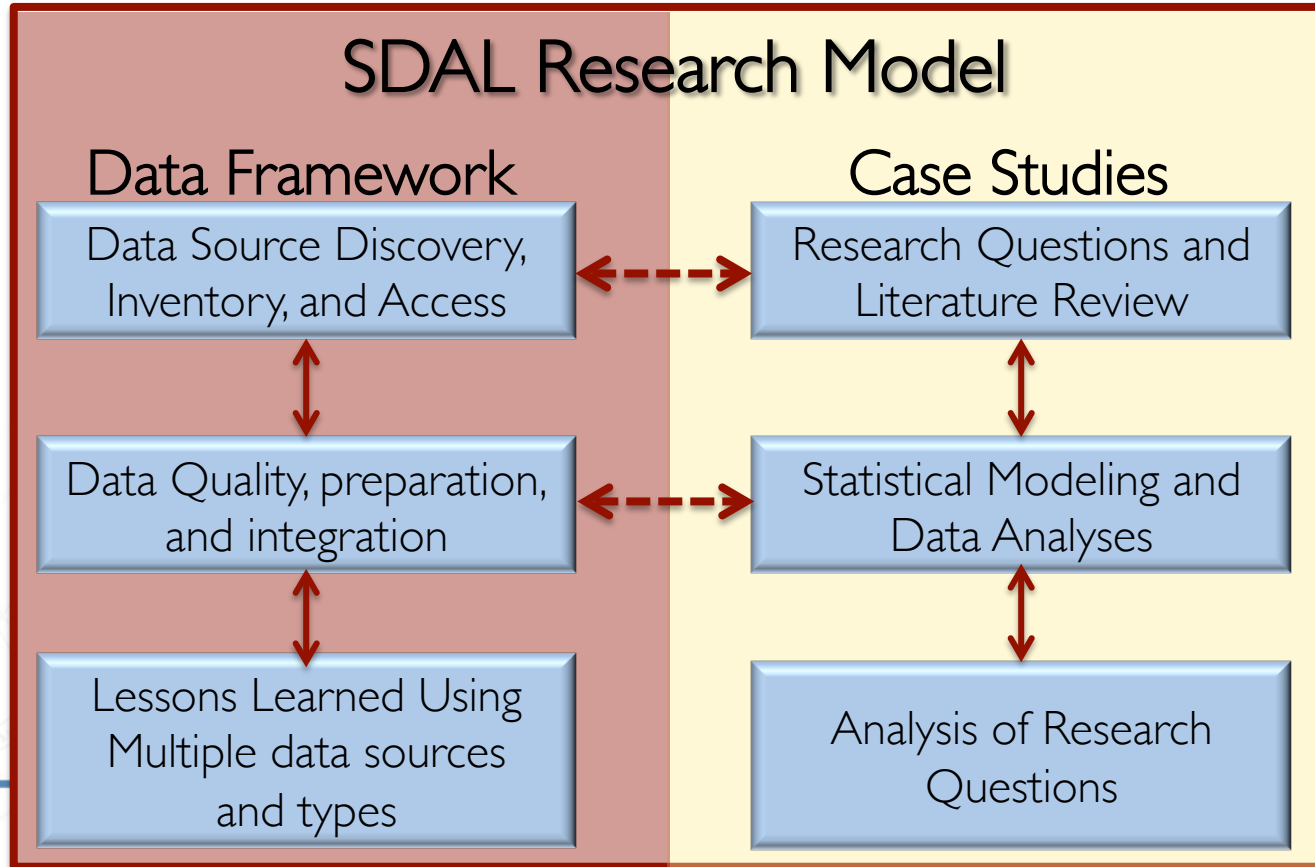 SDAL Research Model
Data Framework
Data Source Discovery,
Inventory, and Access
Data Quality, preparation,
and integration
Lessons Learned Using
Multiple data sources
and types
Case Studies
Research Questions and
Literature Review
Statistical Modeling and
Data Analyses
Analysis of Research
Questions